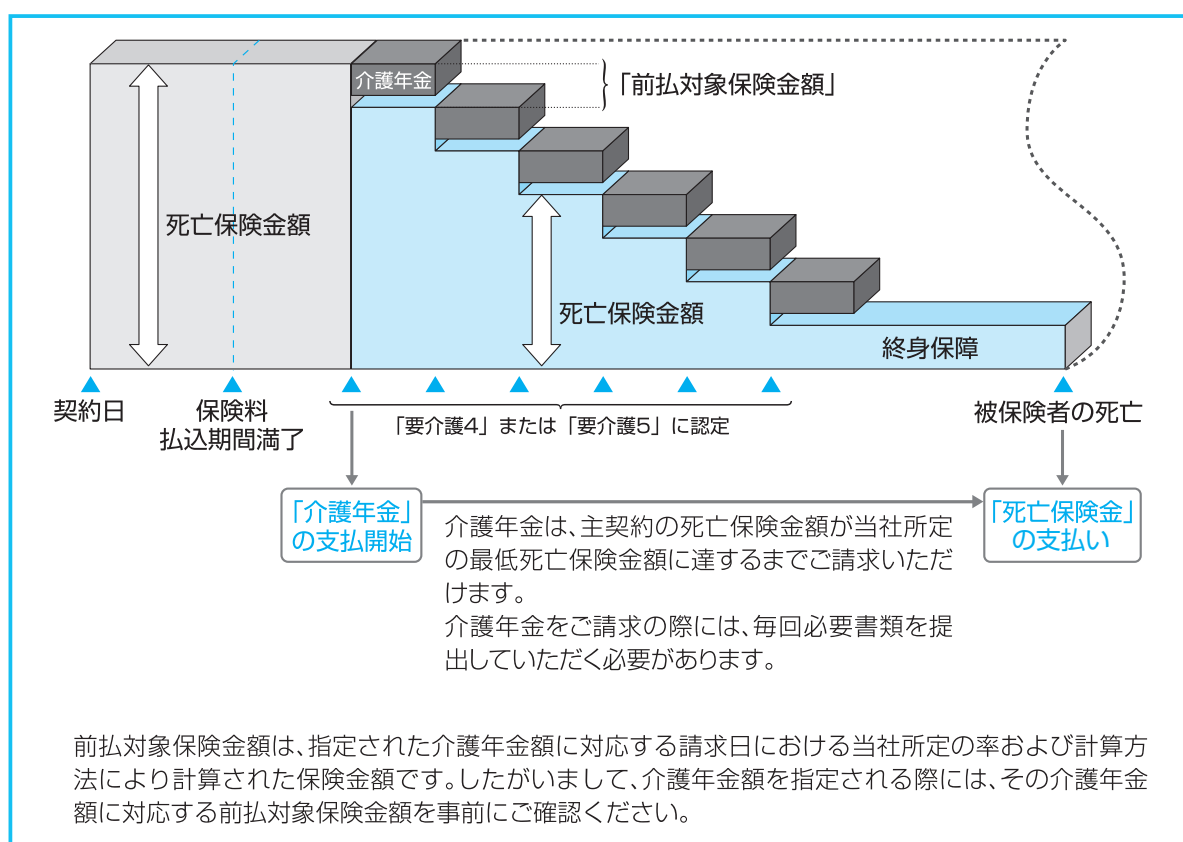 介護年金
「前払対象保険金額」
死亡保険金額
死亡保険金額
終身保障
契約日
保険料
払込期間満了
「要介護4」または「要介護5」に認定
被保険者の死亡
「介護年金」
の支払開始
介護年金は、主契約の死亡保険金額が当社所定
の最低死亡保険金額に達するまでご請求いただ
けます。
介護年金をご請求の際には、毎回必要書類を提
出していただく必要があります。
「死亡保険金」
の支払い
前払対象保険金額は、指定された介護年金額に対応する請求日における当社所定の率および計算方
法により計算された保険金額です。したがいまして、介護年金額を指定される際には、その介護年金
額に対応する前払対象保険金額を事前にご確認ください。